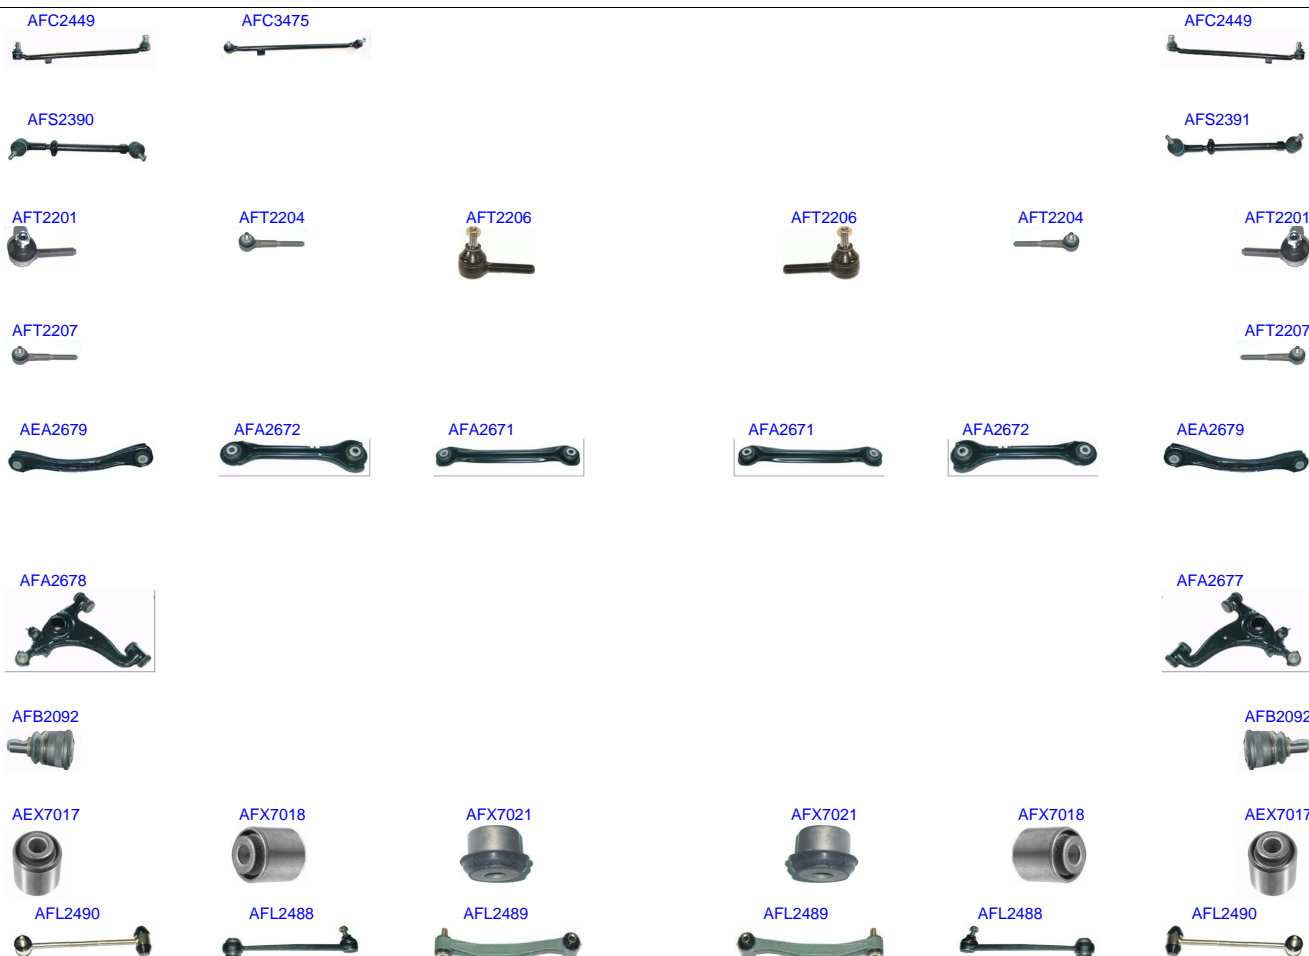 AFC2449 AFC3475 AFC2449
AFS2390 AFS2391
AFT2201 AFT2204 AFT2206 AFT2206 AFT2204 AFT2201
AFT2207 AFT2207
AEA2679 AFA2672 AFA2671 AFA2671 AFA2672 AEA2679
AFA2678 AFA2677
AFB2092 AFB2092
AEX7017 AFX7018 AFX7021 AFX7021 AFX7018 AEX7017
AFL2490 AFL2488 AFL2489 AFL2489 AFL2488 AFL2490